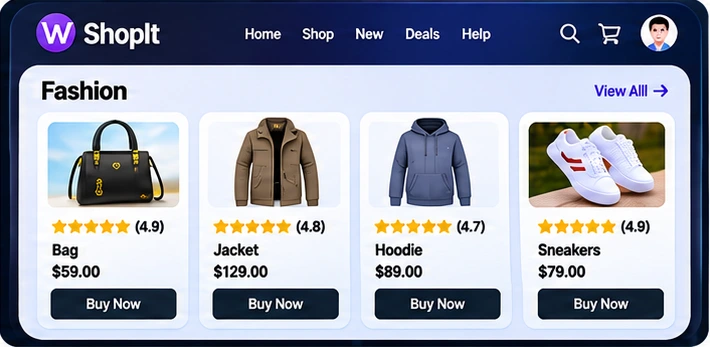 W ShopIt
Home Shop New Deals Help
Fashion
View Alll →
★★★★★ (4.9)
Bag
$59.00
Buy Now
★★★★★ (4.8)
Jacket
$129.00
Buy Now
★★★★★ (4.7)
Hoodie
$89.00
Buy Now
★★★★★ (4.9)
Sneakers
$79.00
Buy Now